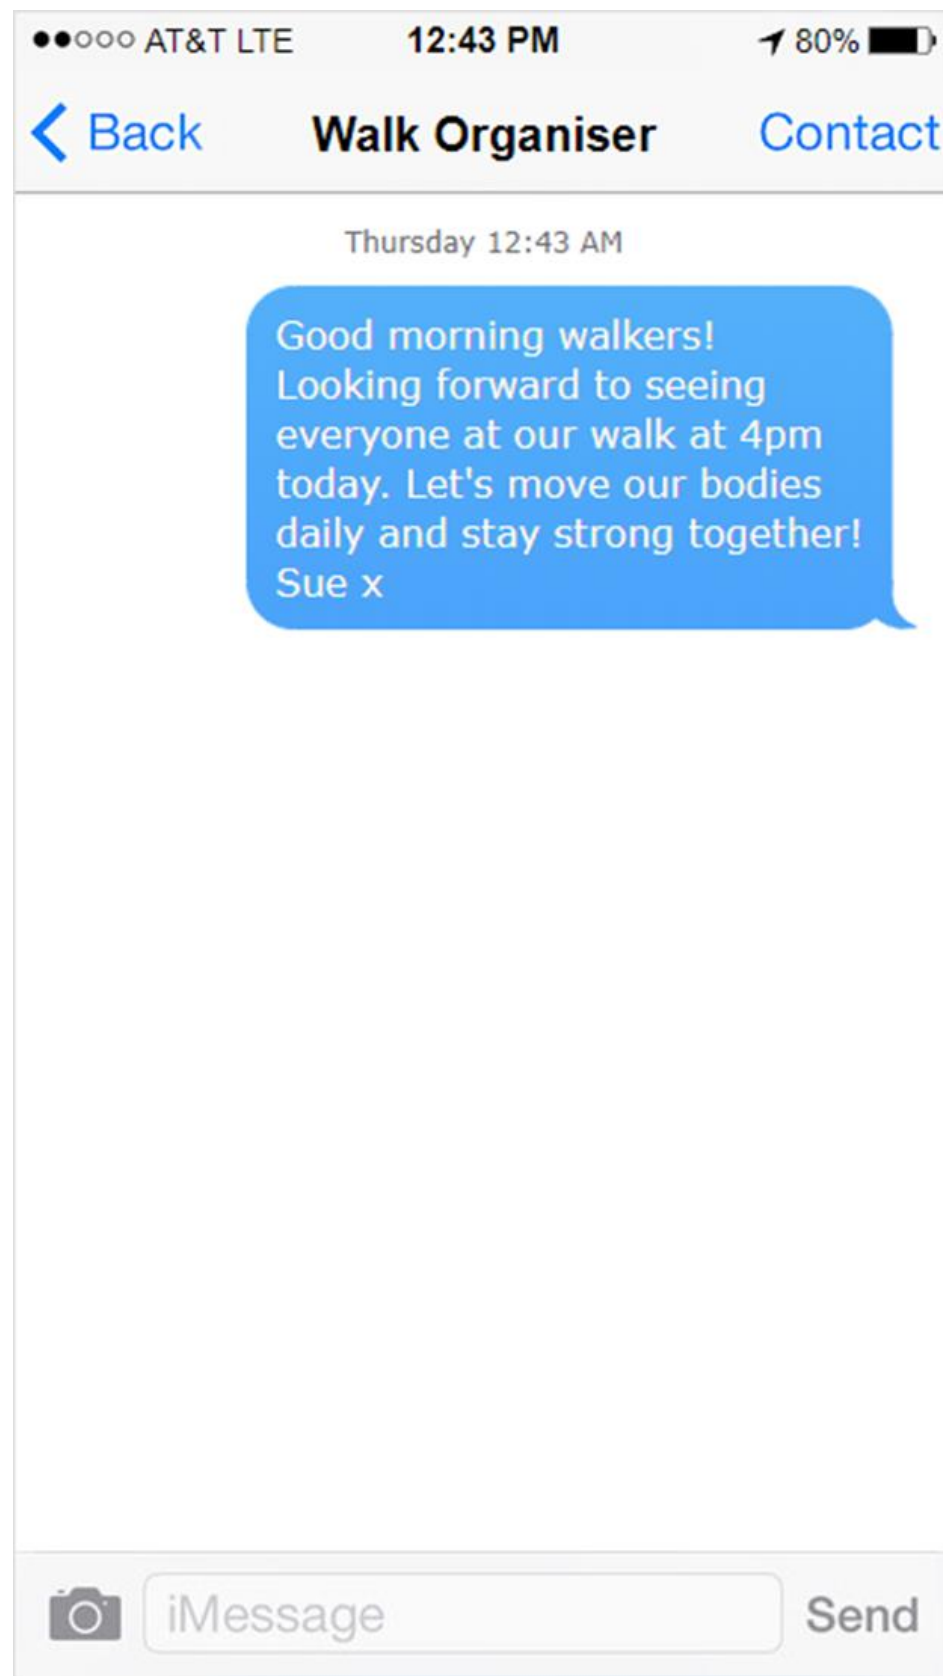 AT&T LTE 12:43 PM 80%
Back Walk Organiser Contact
Thursday 12:43 AM
Good morning walkers!
Looking forward to seeing
everyone at our walk at 4pm
today. Let's move our bodies
daily and stay strong together!
Sue x
iMessage Send